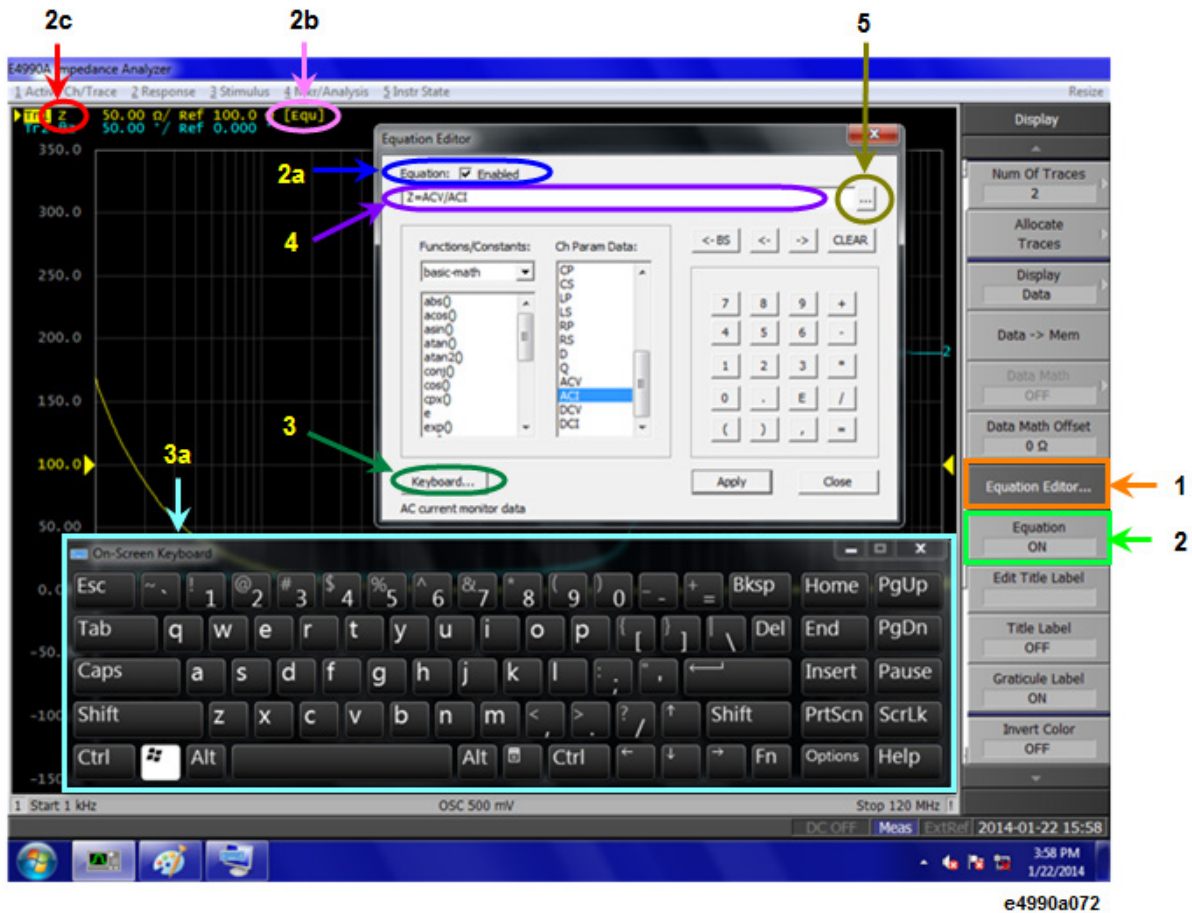 2c 2b 5
E4990A Impedance Analyzer
1 Active Ch/Trace 2 Response 3 Stimulus 4 Mkr/Analysis 5 Instr State Resize
Tr1 Z 50.00 Ω/ Ref 100.0 [Equ]
Tr2 50.00 °/ Ref 0.000
350.0
300.0
250.0
200.0
150.0
100.0
50.00
0.0
-50
-100
-150
2
Equation Editor
x
2a
Equation: Enabled
4
Z=ACV/ACI
...
Functions/Constants:
basic-math
abs()
acos()
asin()
atan()
atan2()
conj()
cos()
cpx()
e
exp()
Ch Param Data:
CP
CS
LP
LS
RP
RS
D
Q
ACV
ACI
DCV
DCI
<-BS <- -> CLEAR
7 8 9 +
4 5 6 -
1 2 3 *
0 . E /
( ) , =
3
Keyboard... Apply Close
AC current monitor data
3a
On-Screen Keyboard
Esc ~ ` ! 1 @ 2 # 3 $ 4 % 5 ^ 6 & 7 * 8 ( 9 ) 0 _ - + = Bksp Home PgUp
Tab q w e r t y u i o p { [ } ] | \ Del End PgDn
Caps a s d f g h j k l : ; " ' Insert Pause
Shift z x c v b n m < , > . ? / ↑ Shift PrtScn ScrLk
Ctrl Alt Alt Ctrl ← ↓ → Fn Options Help
Display
Num Of Traces
2
Allocate
Traces
Display
Data
Data -> Mem
Data Math
OFF
Data Math Offset
0 Ω
Equation Editor...
1
Equation
ON
2
Edit Title Label
Title Label
OFF
Graticule Label
ON
Invert Color
OFF
1 Start 1 kHz OSC 500 mV Stop 120 MHz !
DC OFF Meas ExtRef 2014-01-22 15:58
3:58 PM
1/22/2014
e4990a072